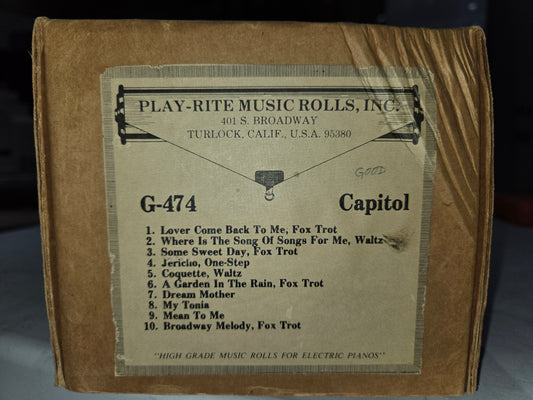 PLAY-RITE MUSIC ROLLS, INC.
401 S. BROADWAY
TURLOCK, CALIF., U.S.A. 95380
GOOD
G-474 Capitol
1. Lover Come Back To Me, Fox Trot
2. Where Is The Song Of Songs For Me, Waltz
3. Some Sweet Day, Fox Trot
4. Jericho, One-Step
5. Coquette, Waltz
6. A Garden In The Rain, Fox Trot
7. Dream Mother
8. My Tonia
9. Mean To Me
10. Broadway Melody, Fox Trot
"HIGH GRADE MUSIC ROLLS FOR ELECTRIC PIANOS"